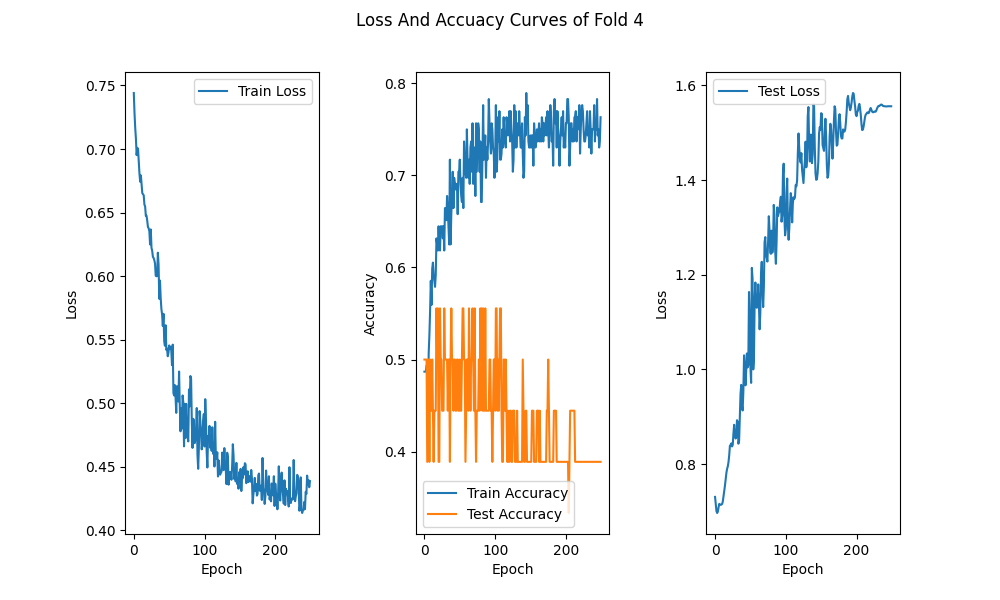 Loss And Accuacy Curves of Fold 4
Train Loss
Loss
0.75
0.70
0.65
0.60
0.55
0.50
0.45
0.40
0 100 200
Epoch
Accuracy
0.8
0.7
0.6
0.5
0.4
Train Accuracy
Test Accuracy
0 100 200
Epoch
Test Loss
Loss
1.6
1.4
1.2
1.0
0.8
0 100 200
Epoch